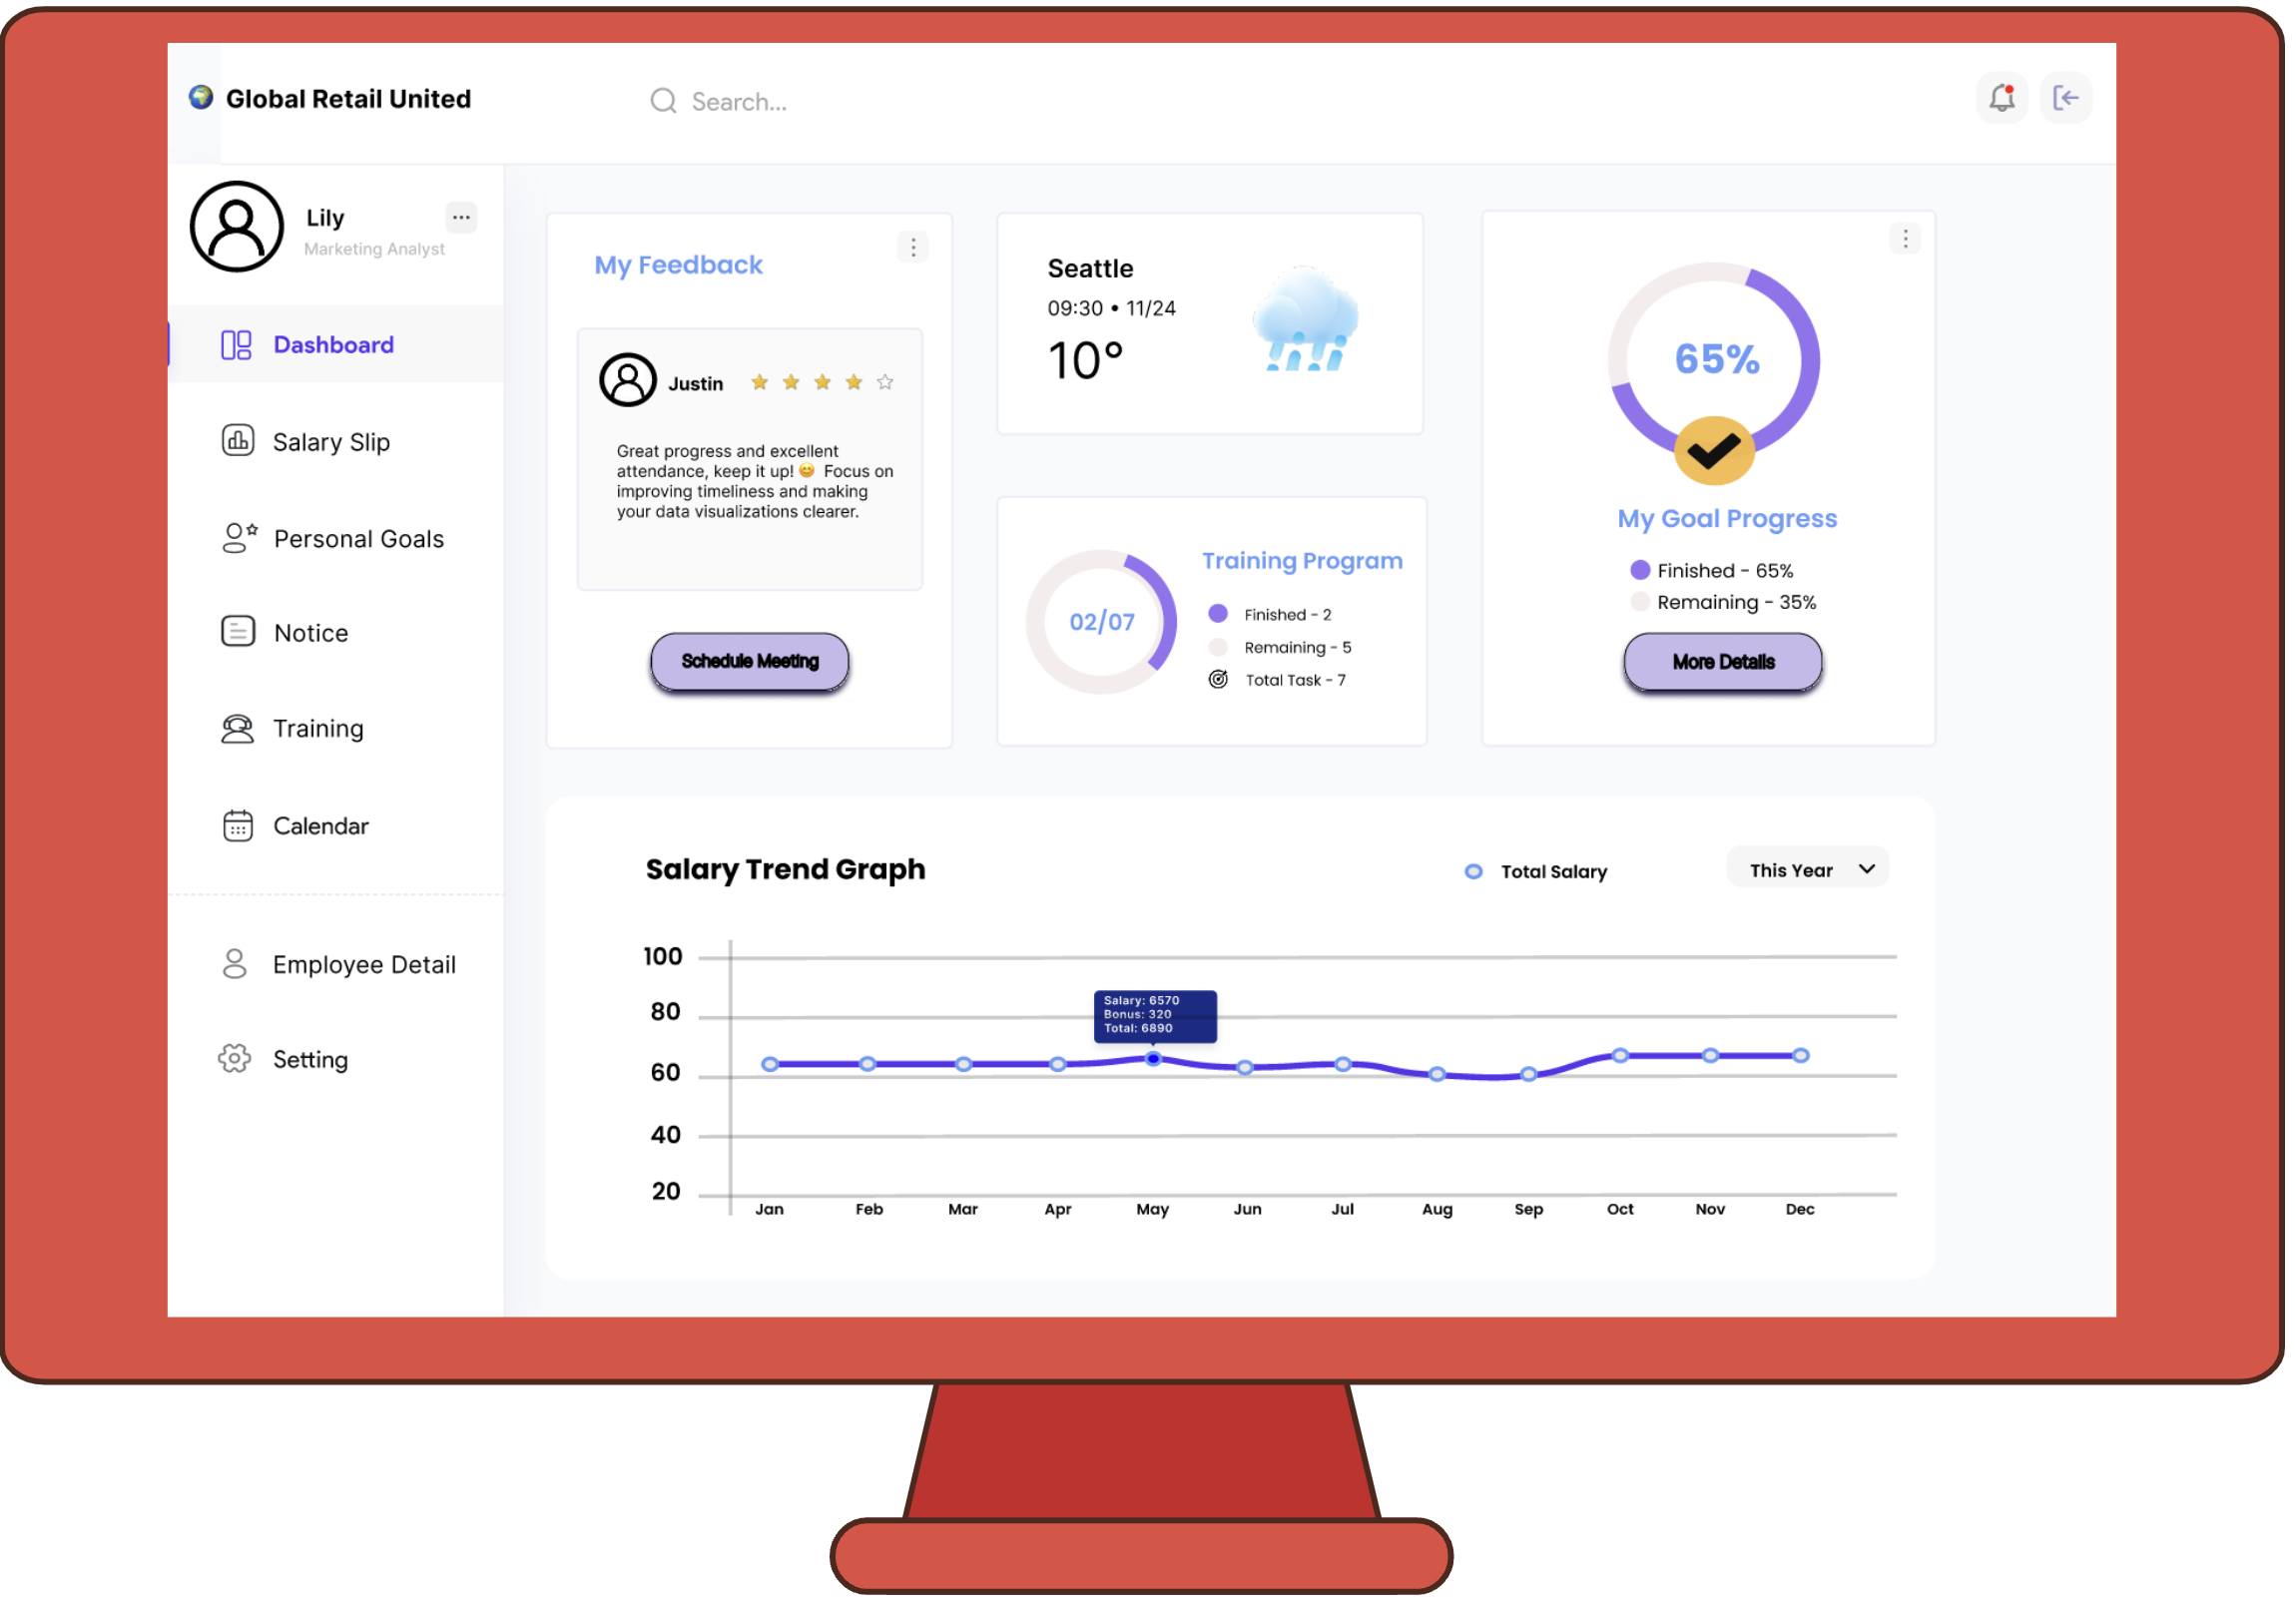 Global Retail United
Search...
Lily
Marketing Analyst
Dashboard
Salary Slip
Personal Goals
Notice
Training
Calendar
Employee Detail
Setting
My Feedback
Justin
Great progress and excellent
attendance, keep it up! 😊 Focus on
improving timeliness and making
your data visualizations clearer.
Schedule Meeting
Seattle
09:30 • 11/24
10°
02/07
Training Program
Finished - 2
Remaining - 5
Total Task - 7
65%
My Goal Progress
Finished - 65%
Remaining - 35%
More Details
Salary Trend Graph
Total Salary
This Year
100
80
60
40
20
Salary: 6570
Bonus: 320
Total: 6890
Jan Feb Mar Apr May Jun Jul Aug Sep Oct Nov Dec